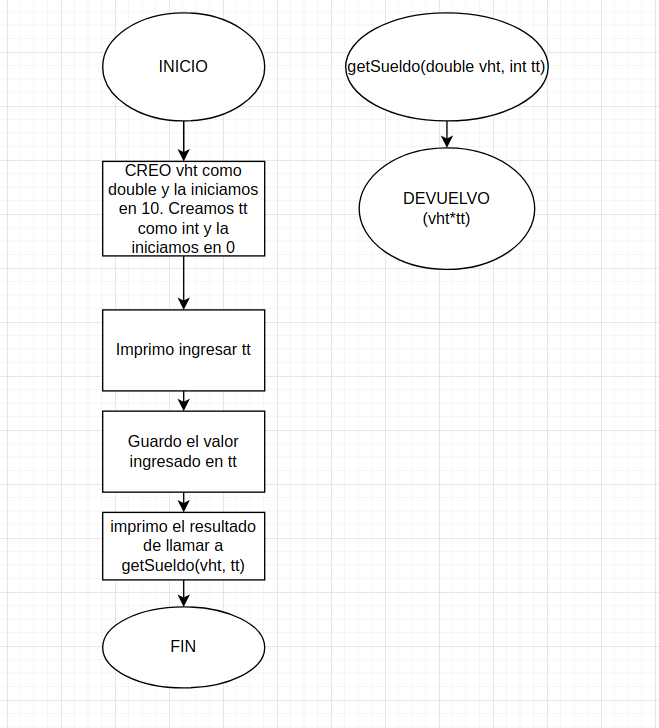 INICIO
CREO vht como
double y la iniciamos
en 10. Creamos tt
como int y la
iniciamos en 0
Imprimo ingresar tt
Guardo el valor
ingresado en tt
imprimo el resultado
de llamar a
getSueldo(vht, tt)
FIN
getSueldo(double vht, int tt)
DEVUELVO
(vht*tt)